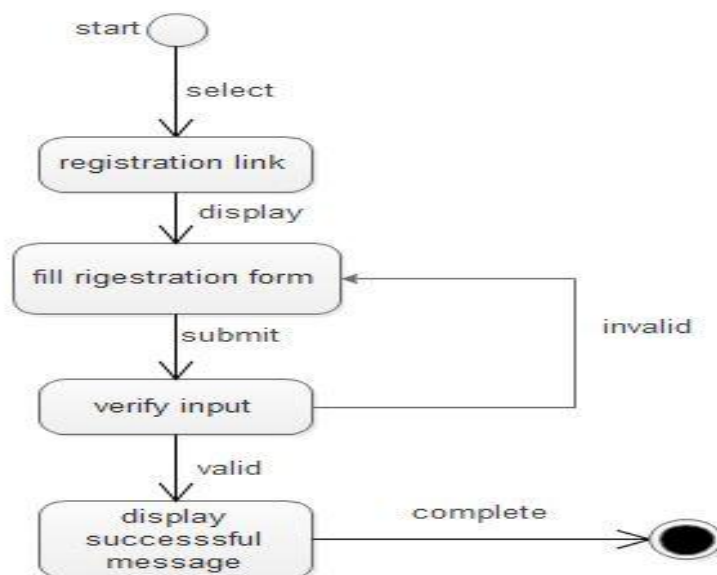 start
select
registration link
display
fill rigestration form
submit
invalid
verify input
valid
display
successsful
message
complete